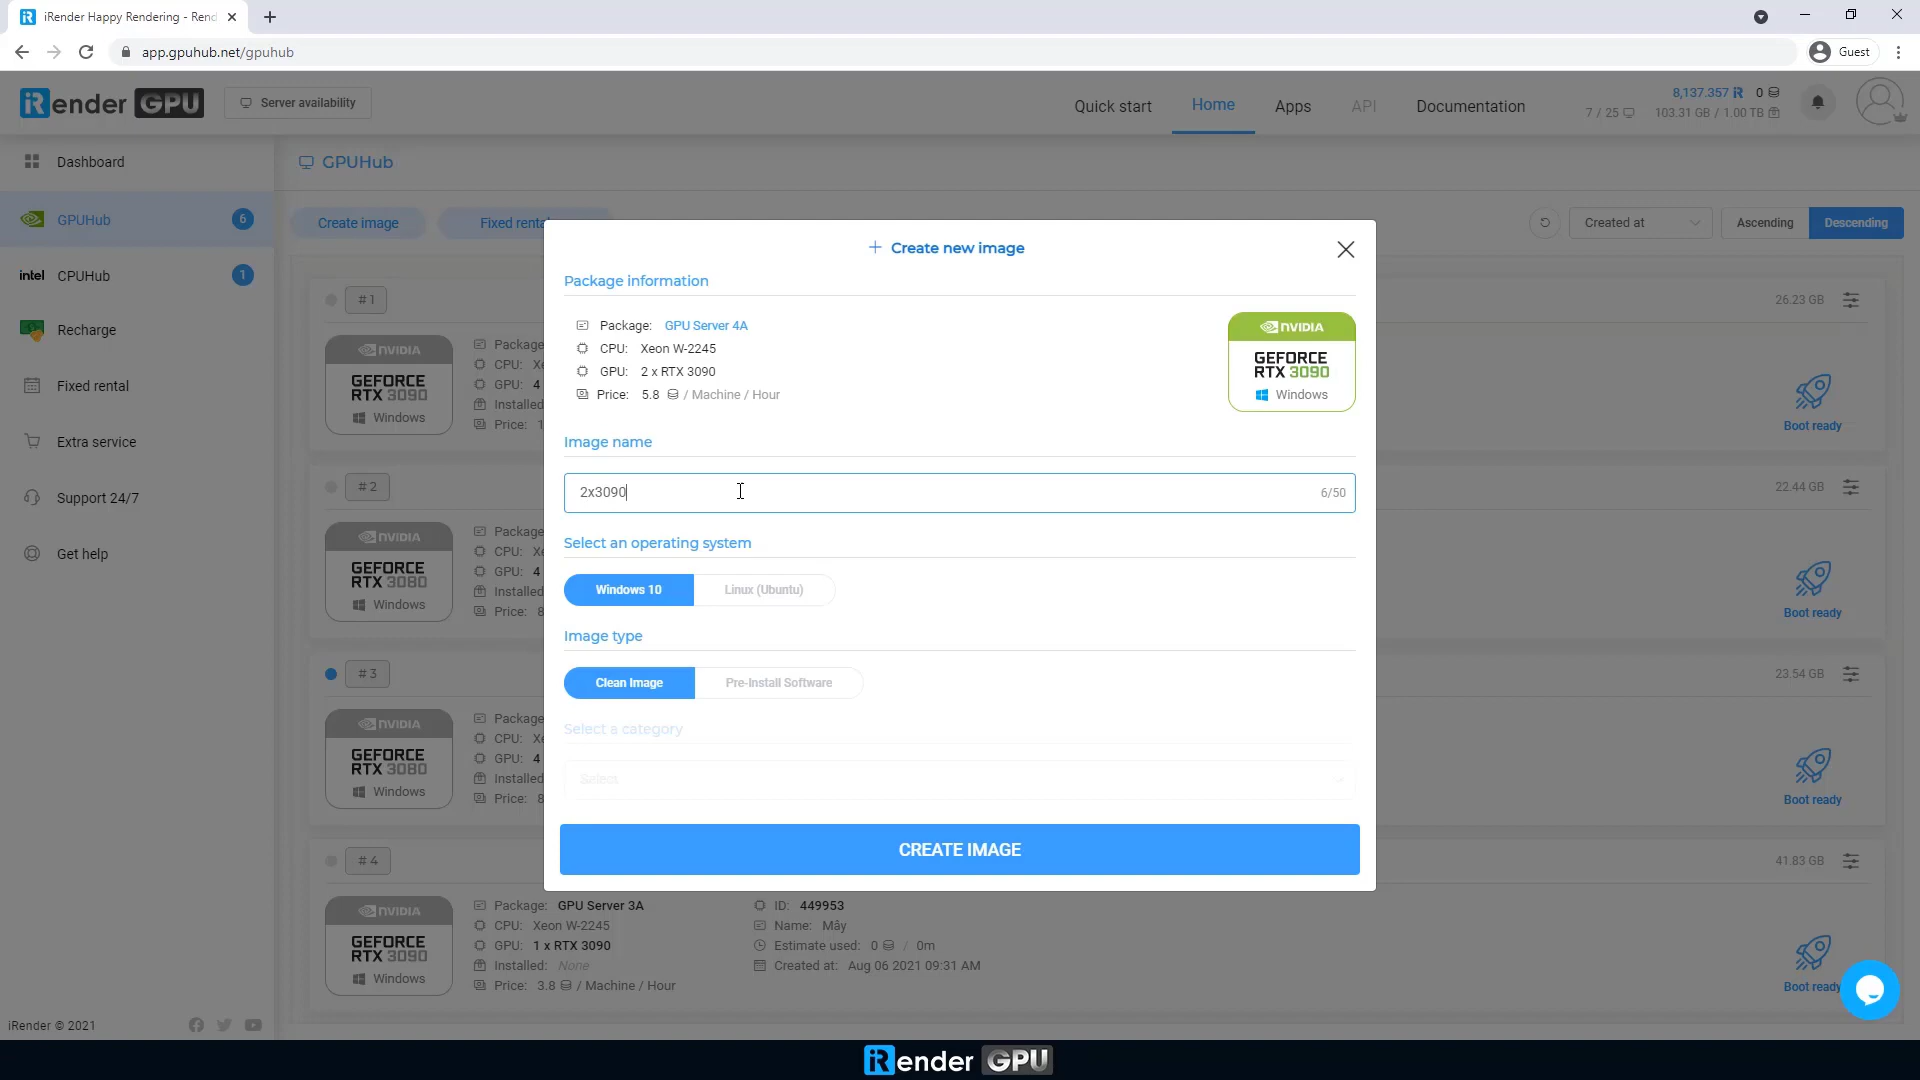 iRender Happy Rendering - Rend
app.gpuhub.net/gpuhub
Guest
iRender GPU
Server availability
Quick start
Home
Apps
API
Documentation
8,137.357 iR 0
7 / 25
103.31 GB / 1.00 TB
Dashboard
GPUHub
6
intel CPUHub
1
Recharge
Fixed rental
Extra service
Support 24/7
Get help
GPUHub
Create image
Fixed renta
Created at
Ascending
Descending
# 1
26.23 GB
NVIDIA
GEFORCE
RTX 3090
Windows
Package
CPU: Xe
GPU: 4
Installed
Price: 1
Boot ready
# 2
22.44 GB
NVIDIA
GEFORCE
RTX 3080
Windows
Package
CPU: Xe
GPU: 4
Installed
Price: 8
Boot ready
# 3
23.54 GB
NVIDIA
GEFORCE
RTX 3080
Windows
Package
CPU: Xe
GPU: 4
Installed
Price: 8
Boot ready
# 4
41.83 GB
NVIDIA
GEFORCE
RTX 3090
Windows
Package: GPU Server 3A
CPU: Xeon W-2245
GPU: 1 x RTX 3090
Installed: None
Price: 3.8 / Machine / Hour
ID: 449953
Name: Mây
Estimate used: 0 / 0m
Created at: Aug 06 2021 09:31 AM
Boot ready
+ Create new image
Package information
Package: GPU Server 4A
CPU: Xeon W-2245
GPU: 2 x RTX 3090
Price: 5.8 / Machine / Hour
NVIDIA
GEFORCE
RTX 3090
Windows
Image name
2x3090
6/50
Select an operating system
Windows 10
Linux (Ubuntu)
Image type
Clean Image
Pre-Install Software
Select a category
Select
CREATE IMAGE
iRender © 2021
iRender GPU